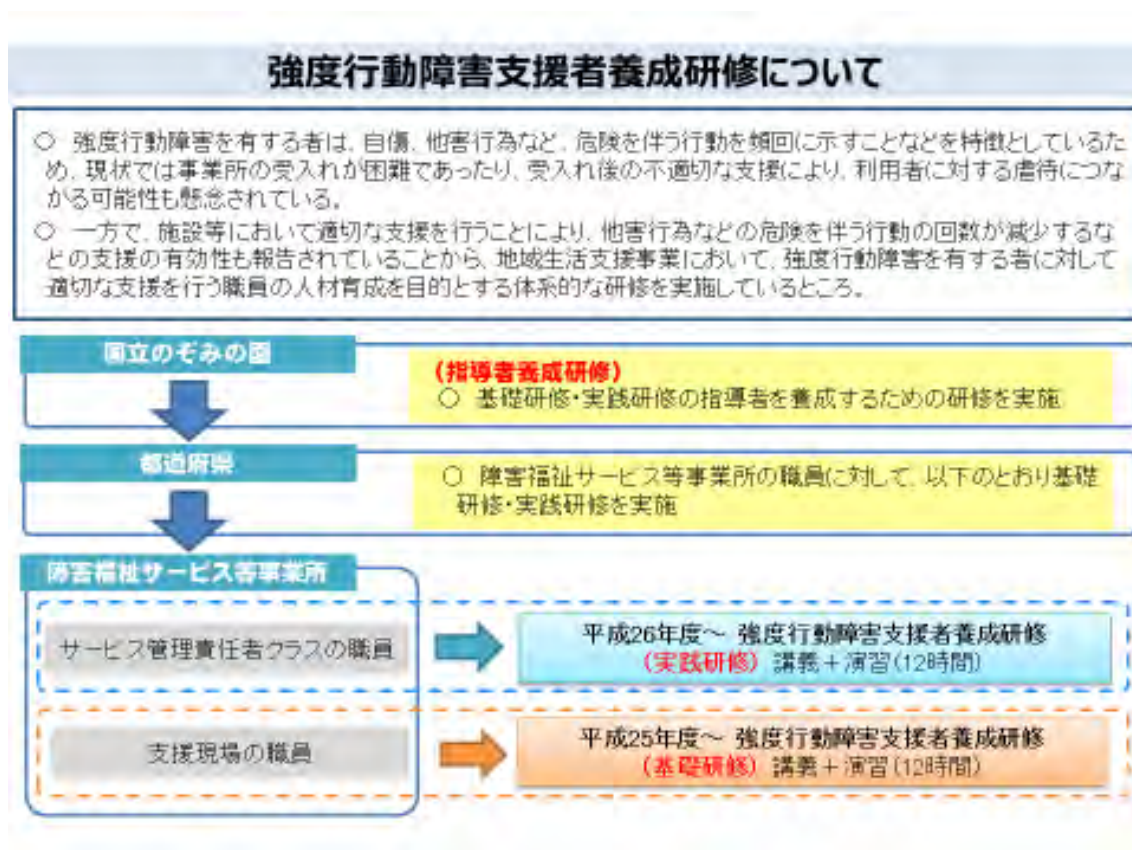 強度行動障害支援者養成研修について
○ 強度行動障害を有する者は、自傷、他害行為など、危険を伴う行動を頻回に示すことなどを特徴としているた
め、現状では事業所の受入れが困難であったり、受入れ後の不適切な支援により、利用者に対する虐待につな
がる可能性も懸念されている。
○ 一方で、施設等において適切な支援を行うことにより、他害行為などの危険を伴う行動の回数が減少するな
どの支援の有効性も報告されていることから、地域生活支援事業において、強度行動障害を有する者に対して
適切な支援を行う職員の人材育成を目的とする体系的な研修を実施しているところ。
国立のぞみの園
（指導者養成研修）
○ 基礎研修・実践研修の指導者を養成するための研修を実施
都道府県
○ 障害福祉サービス等事業所の職員に対して、以下のとおり基礎
研修・実践研修を実施
障害福祉サービス等事業所
サービス管理責任者クラスの職員
平成26年度～ 強度行動障害支援者養成研修
（実践研修） 講義＋演習(12時間)
支援現場の職員
平成25年度～ 強度行動障害支援者養成研修
（基礎研修） 講義＋演習(12時間)